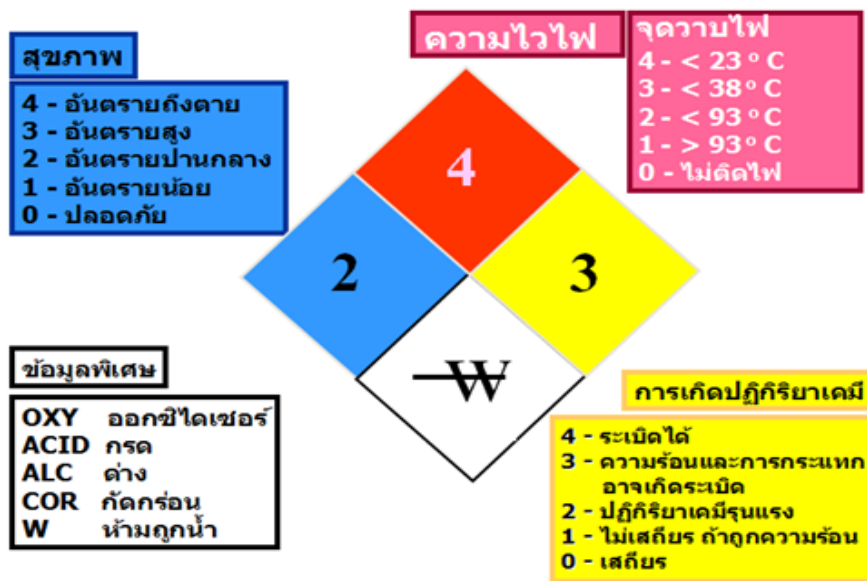 สุขภาพ
4 - อันตรายถึงตาย
3 - อันตรายสูง
2 - อันตรายปานกลาง
1 - อันตรายน้อย
0 - ปลอดภัย
ความไวไฟ
จุดวาบไฟ
4 - < 23° C
3 - < 38° C
2 - < 93° C
1 - > 93° C
0 - ไม่ติดไฟ
4
2
3
W
ข้อมูลพิเศษ
OXY ออกซิไดเซอร์
ACID กรด
ALC ด่าง
COR กัดกร่อน
W ห้ามถูกน้ำ
การเกิดปฏิกิริยาเคมี
4 - ระเบิดได้
3 - ความร้อนและการกระแทก
อาจเกิดระเบิด
2 - ปฏิกิริยาเคมีรุนแรง
1 - ไม่เสถียร ถ้าถูกความร้อน
0 - เสถียร